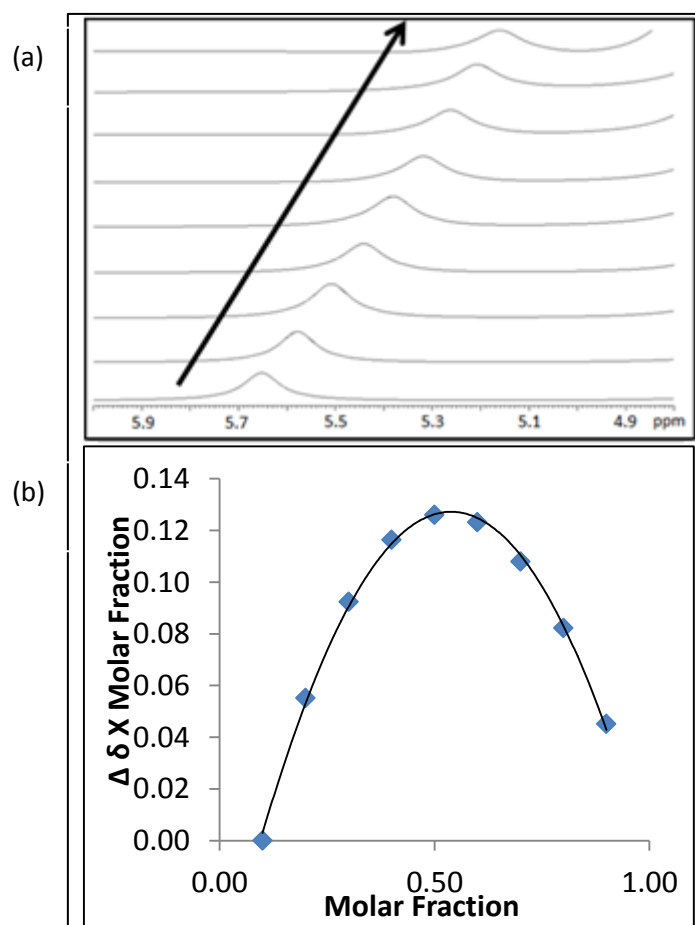 (a)
5.9 5.7 5.5 5.3 5.1 4.9 ppm
(b)
Δ δ X Molar Fraction
0.14
0.12
0.10
0.08
0.06
0.04
0.02
0.00
0.00 0.50 1.00
Molar Fraction